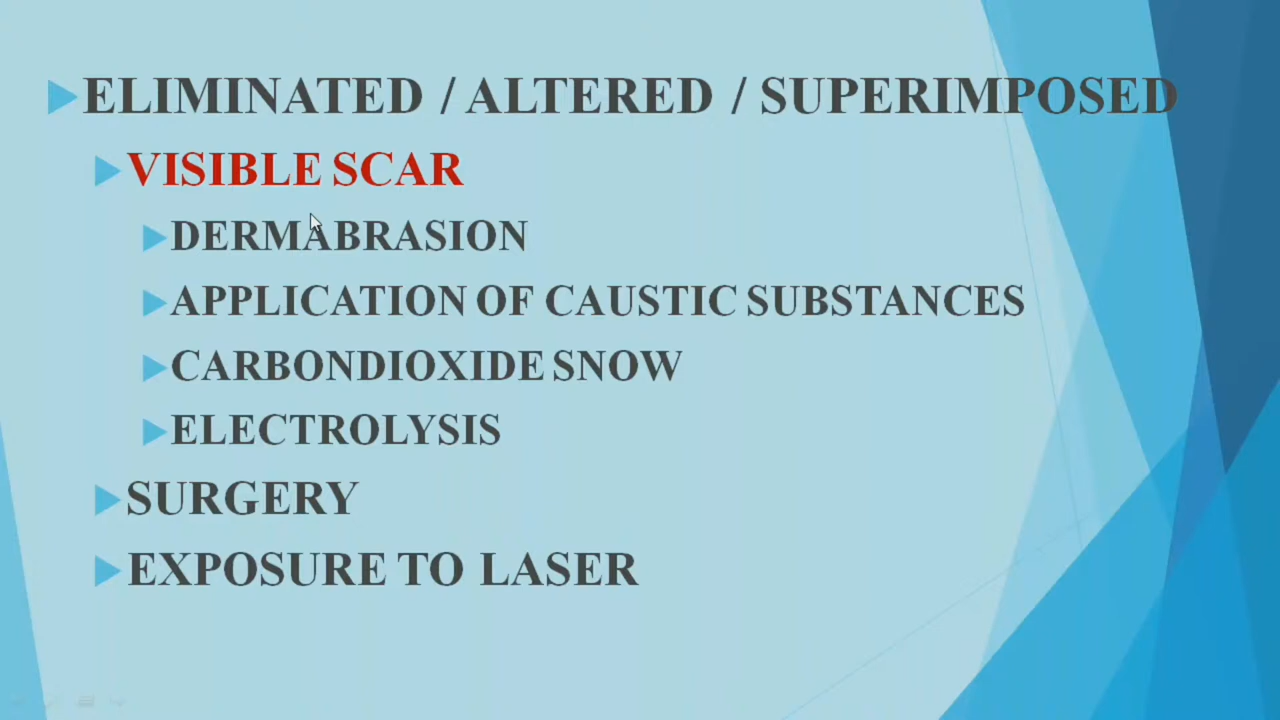 ELIMINATED / ALTERED / SUPERIMPOSED
VISIBLE SCAR
DERMABRASION
APPLICATION OF CAUSTIC SUBSTANCES
CARBONDIOXIDE SNOW
ELECTROLYSIS
SURGERY
EXPOSURE TO LASER